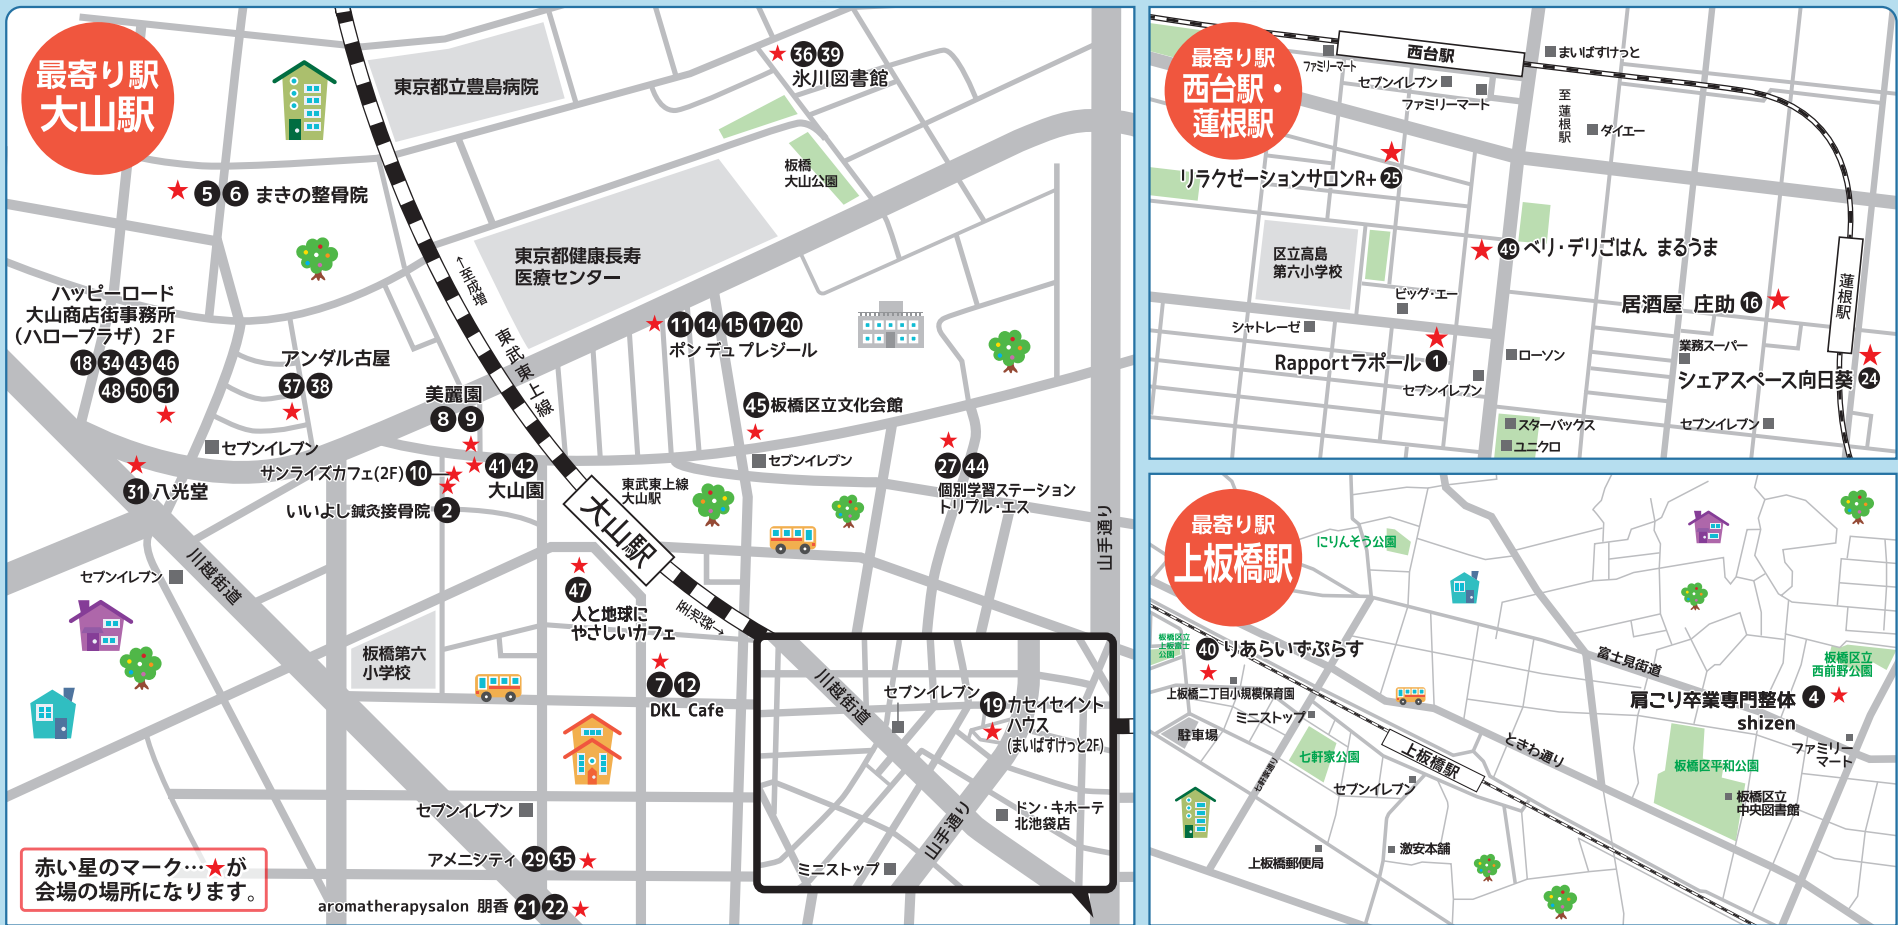 最寄り駅
大山駅
東京都立豊島病院
36 39
氷川図書館
板橋
大山公園
5 6 まきの整骨院
東京都健康長寿
医療センター
←至成増
東武東上線
ハッピーロード
大山商店街事務所
(ハロープラザ) 2F
18 34 43 46
48 50 51
アンダル古屋
37 38
11 14 15 17 20
ポン デュ プレジール
美麗園
8 9
45 板橋区立文化会館
セブンイレブン
セブンイレブン
サンライズカフェ(2F) 10
41 42
大山園
31 八光堂
いいよし鍼灸接骨院 2
東武東上線
大山駅
大山駅
27 44
個別学習ステーション
トリプル・エス
山手通り
川越街道
セブンイレブン
47
人と地球に
やさしいカフェ
至池袋→
板橋第六
小学校
7 12
DKL Cafe
川越街道
セブンイレブン
19 カセイセイント
ハウス
(まいばすけっと2F)
ドン・キホーテ
北池袋店
山手通り
ミニストップ
セブンイレブン
アメニシティ 29 35
aromatherapysalon 朋香 21 22
赤い星のマーク…★が
会場の場所になります。
最寄り駅
西台駅・
蓮根駅
西台駅
ファミリーマート
まいばすけっと
セブンイレブン
ファミリーマート
至蓮根駅
ダイエー
リラクゼーションサロンR+ 25
49 ベリ・デリごはん まるうま
区立高島
第六小学校
ビッグ・エー
居酒屋 庄助 16
蓮根駅
シャトレーゼ
Rapportラポール 1
ローソン
業務スーパー
シェアスペース向日葵 24
セブンイレブン
スターバックス
ユニクロ
セブンイレブン
最寄り駅
上板橋駅
にりんそう公園
板橋区立
上板富士
公園
40 りあらいずぷらす
富士見街道
板橋区立
西前野公園
上板橋二丁目小規模保育園
肩こり卒業専門整体 4
shizen
ミニストップ
駐車場
上板橋駅
ときわ通り
ファミリー
マート
七軒家公園
七軒家通り
セブンイレブン
板橋区平和公園
板橋区立
中央図書館
上板橋郵便局
激安本舗